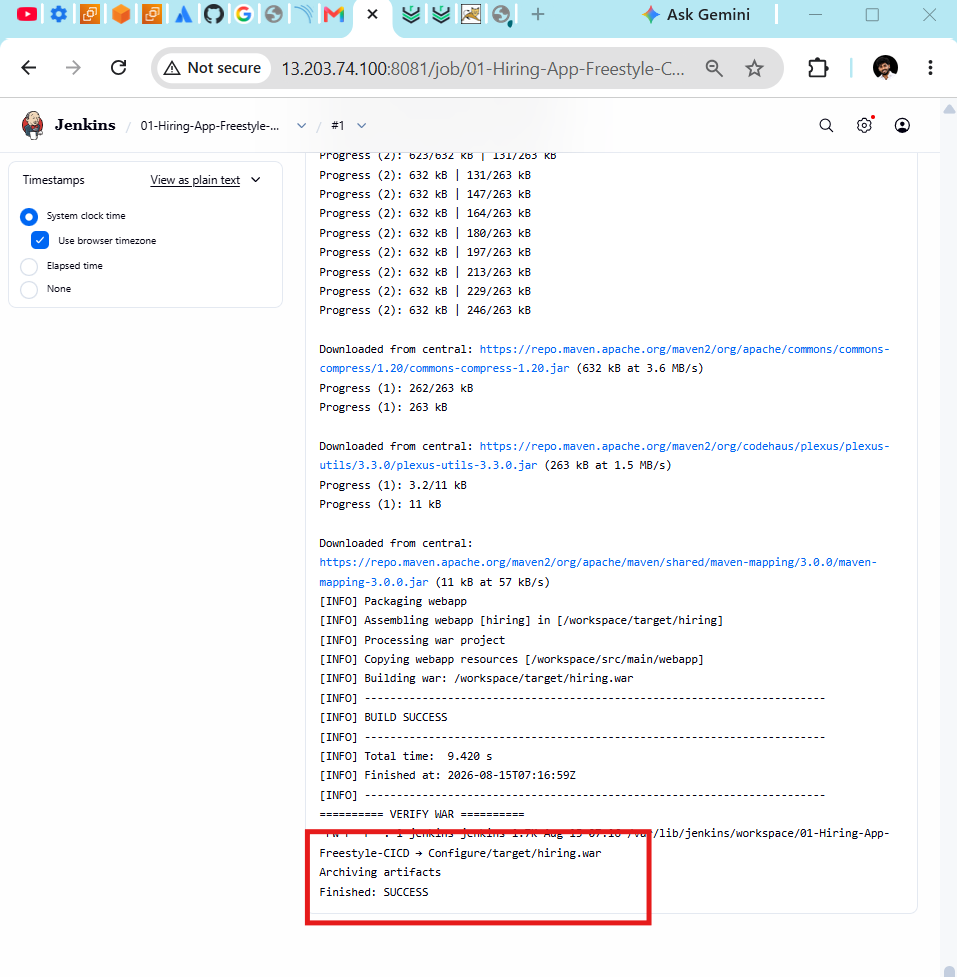 Ask Gemini
Not secure
13.203.74.100:8081/job/01-Hiring-App-Freestyle-C...
Jenkins / 01-Hiring-App-Freestyle-... / #1
Timestamps
View as plain text
System clock time
Use browser timezone
Elapsed time
None
Progress (2): 623/632 kB | 131/263 kB
Progress (2): 632 kB | 131/263 kB
Progress (2): 632 kB | 147/263 kB
Progress (2): 632 kB | 164/263 kB
Progress (2): 632 kB | 180/263 kB
Progress (2): 632 kB | 197/263 kB
Progress (2): 632 kB | 213/263 kB
Progress (2): 632 kB | 229/263 kB
Progress (2): 632 kB | 246/263 kB
Downloaded from central: https://repo.maven.apache.org/maven2/org/apache/commons/commons-
compress/1.20/commons-compress-1.20.jar (632 kB at 3.6 MB/s)
Progress (1): 262/263 kB
Progress (1): 263 kB
Downloaded from central: https://repo.maven.apache.org/maven2/org/codehaus/plexus/plexus-
utils/3.3.0/plexus-utils-3.3.0.jar (263 kB at 1.5 MB/s)
Progress (1): 3.2/11 kB
Progress (1): 11 kB
Downloaded from central:
https://repo.maven.apache.org/maven2/org/apache/maven/shared/maven-mapping/3.0.0/maven-
mapping-3.0.0.jar (11 kB at 57 kB/s)
[INFO] Packaging webapp
[INFO] Assembling webapp [hiring] in [/workspace/target/hiring]
[INFO] Processing war project
[INFO] Copying webapp resources [/workspace/src/main/webapp]
[INFO] Building war: /workspace/target/hiring.war
[INFO] ------------------------------------------------------------------------
[INFO] BUILD SUCCESS
[INFO] ------------------------------------------------------------------------
[INFO] Total time:  9.420 s
[INFO] Finished at: 2026-08-15T07:16:59Z
[INFO] ------------------------------------------------------------------------
========== VERIFY WAR ==========
1 jenkins jenkins 1.7K Aug 15 /var/lib/jenkins/workspace/01-Hiring-App-
Freestyle-CICD → Configure/target/hiring.war
Archiving artifacts
Finished: SUCCESS